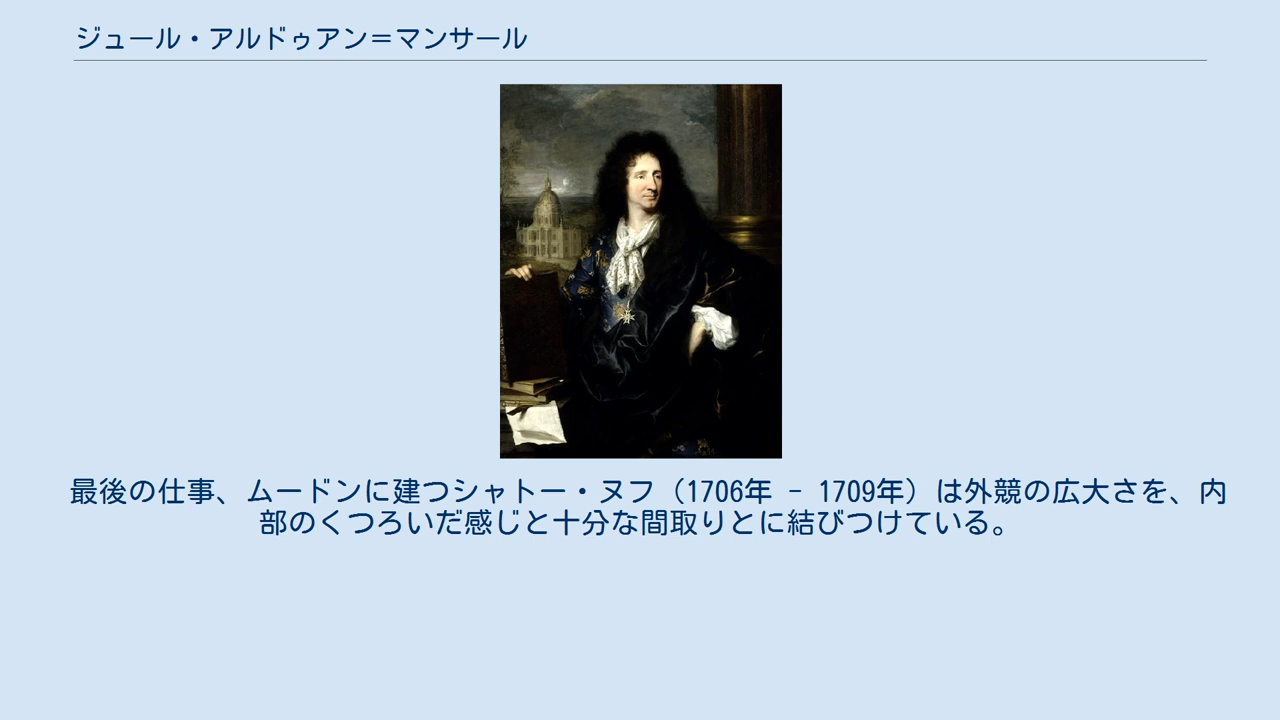 ジュール・アルドゥアン＝マンサール
最後の仕事、ムードンに建つシャトー・ヌフ（1706年 - 1709年）は外競の広大さを、内
部のくつろいだ感じと十分な間取りとに結びつけている。